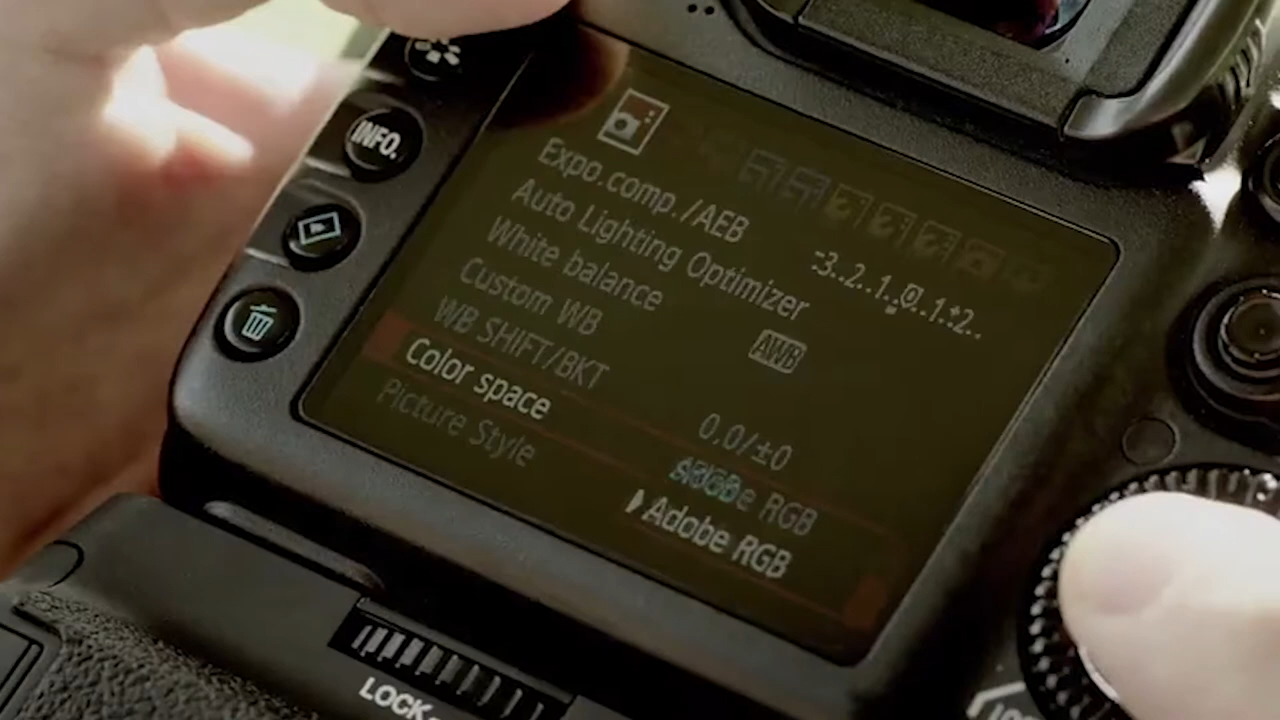 INFO.
Expo.comp./AEB
-3..2..1..0..1..+2..
Auto Lighting Optimizer
White balance
AWB
Custom WB
WB SHIFT/BKT
0,0/±0
Color space
RGB
Adobe RGB
Picture Style
LOCK